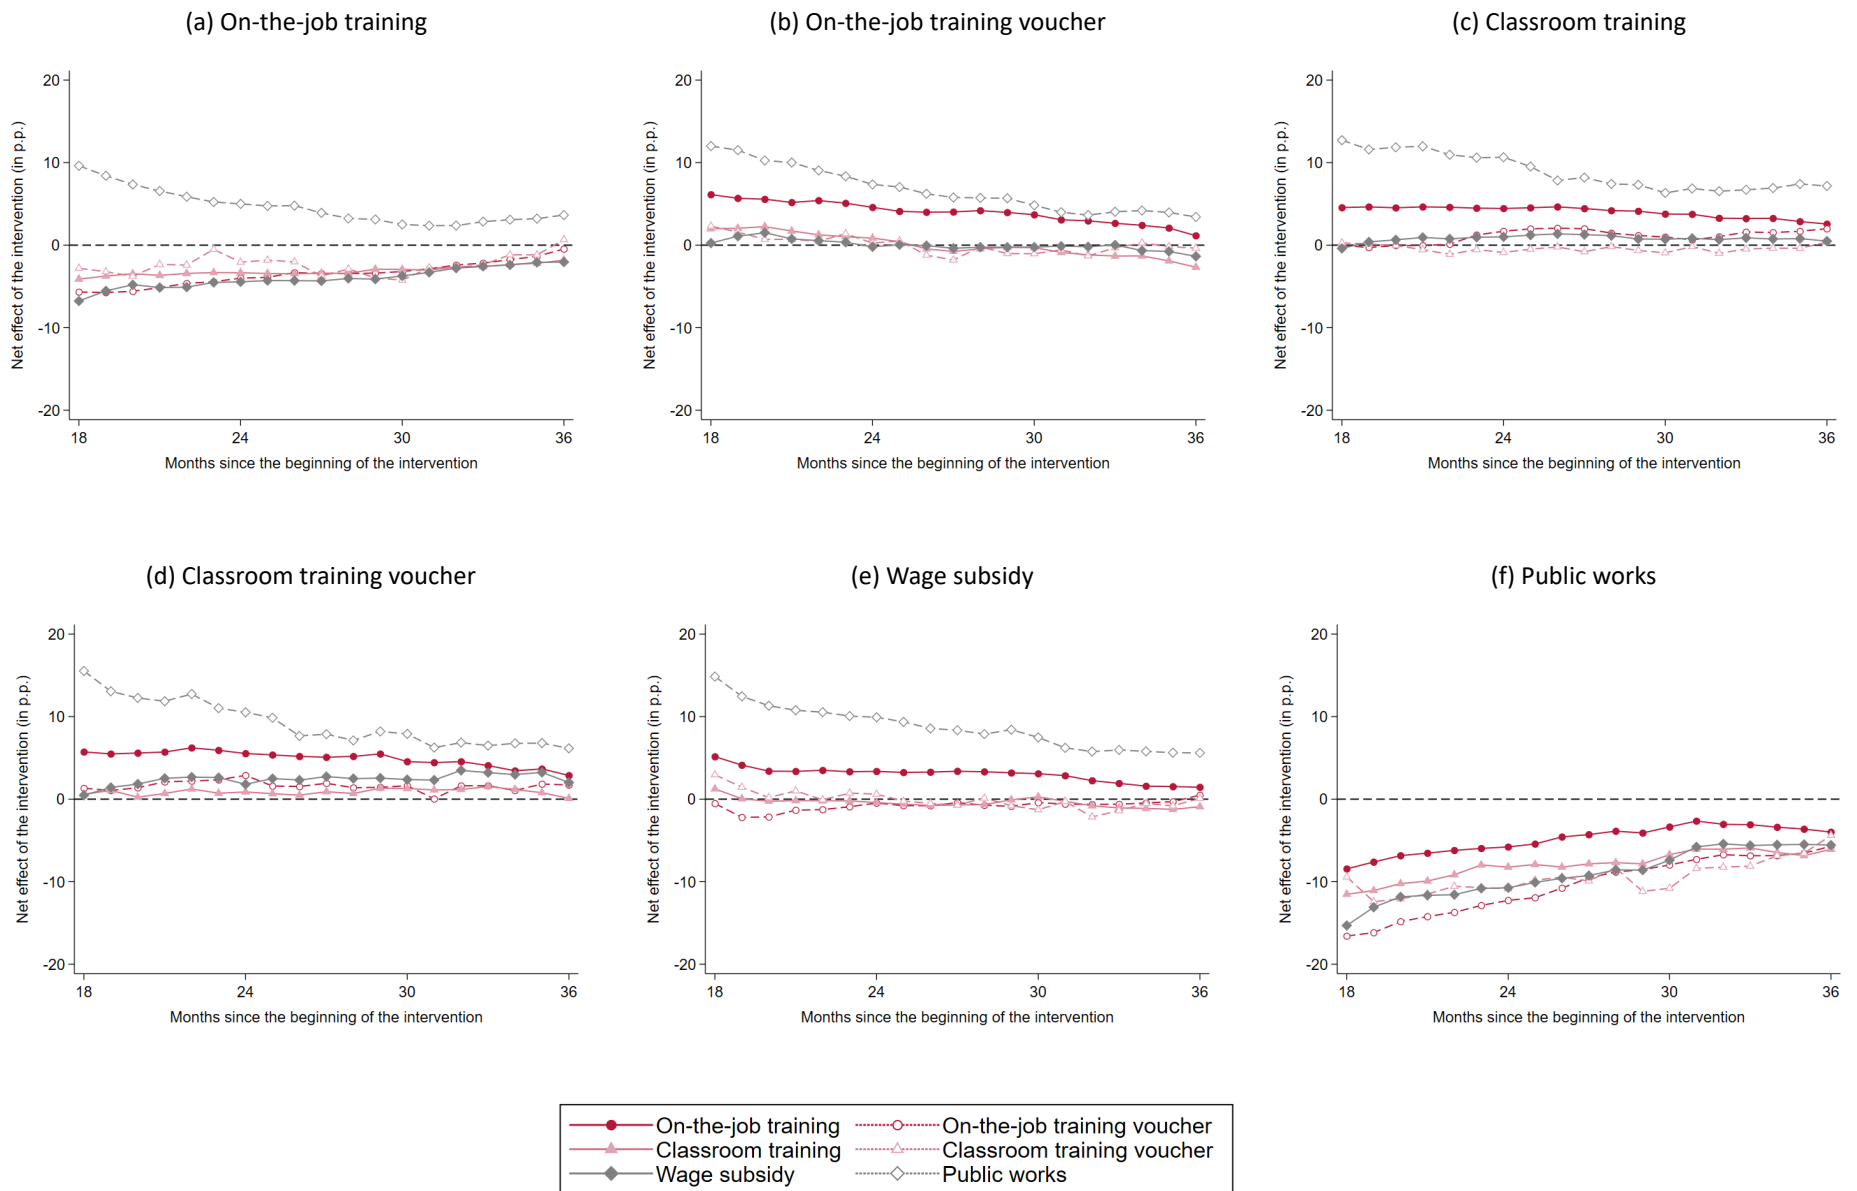 (a) On-the-job training
(b) On-the-job training voucher
(c) Classroom training
Net effect of the intervention (in p.p.)
20
10
0
-10
-20
18 24 30 36
Months since the beginning of the intervention
Net effect of the intervention (in p.p.)
20
10
0
-10
-20
18 24 30 36
Months since the beginning of the intervention
Net effect of the intervention (in p.p.)
20
10
0
-10
-20
18 24 30 36
Months since the beginning of the intervention
(d) Classroom training voucher
(e) Wage subsidy
(f) Public works
Net effect of the intervention (in p.p.)
20
10
0
-10
-20
18 24 30 36
Months since the beginning of the intervention
Net effect of the intervention (in p.p.)
20
10
0
-10
-20
18 24 30 36
Months since the beginning of the intervention
Net effect of the intervention (in p.p.)
20
10
0
-10
-20
18 24 30 36
Months since the beginning of the intervention
On-the-job training
On-the-job training voucher
Classroom training
Classroom training voucher
Wage subsidy
Public works